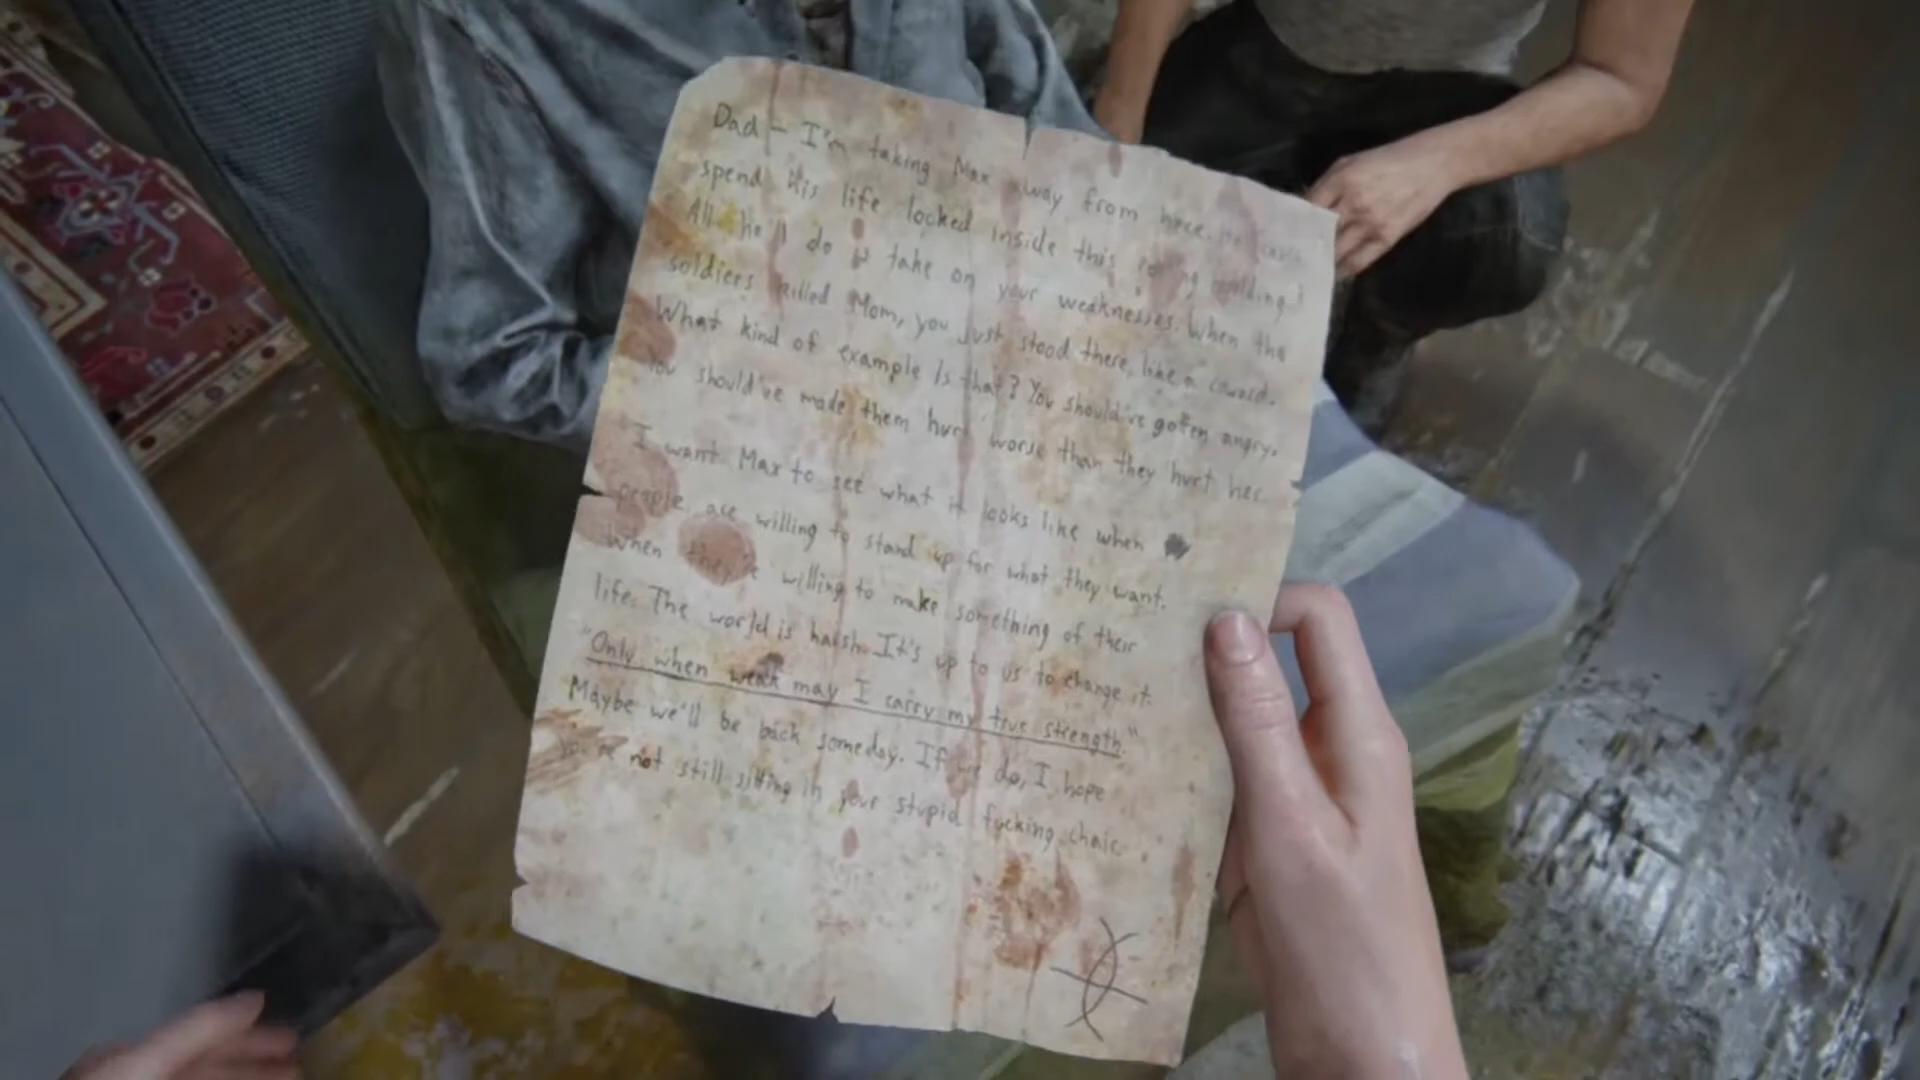 Dad - I'm taking Max away from here. He can't
spend his life locked inside this rotting building!
All he'll do is take on your weaknesses. When the
soldiers killed Mom, you just stood there, like a coward.
What kind of example is that? You should've gotten angry.
You should've made them hurt worse than they hurt her.
I want Max to see what it looks like when
people are willing to stand up for what they want.
When they're willing to make something of their
life. The world is harsh. It's up to us to change it.
"Only when weak may I carry my true strength."
Maybe we'll be back someday. If we do, I hope
you're not still sitting in your stupid fucking chair.